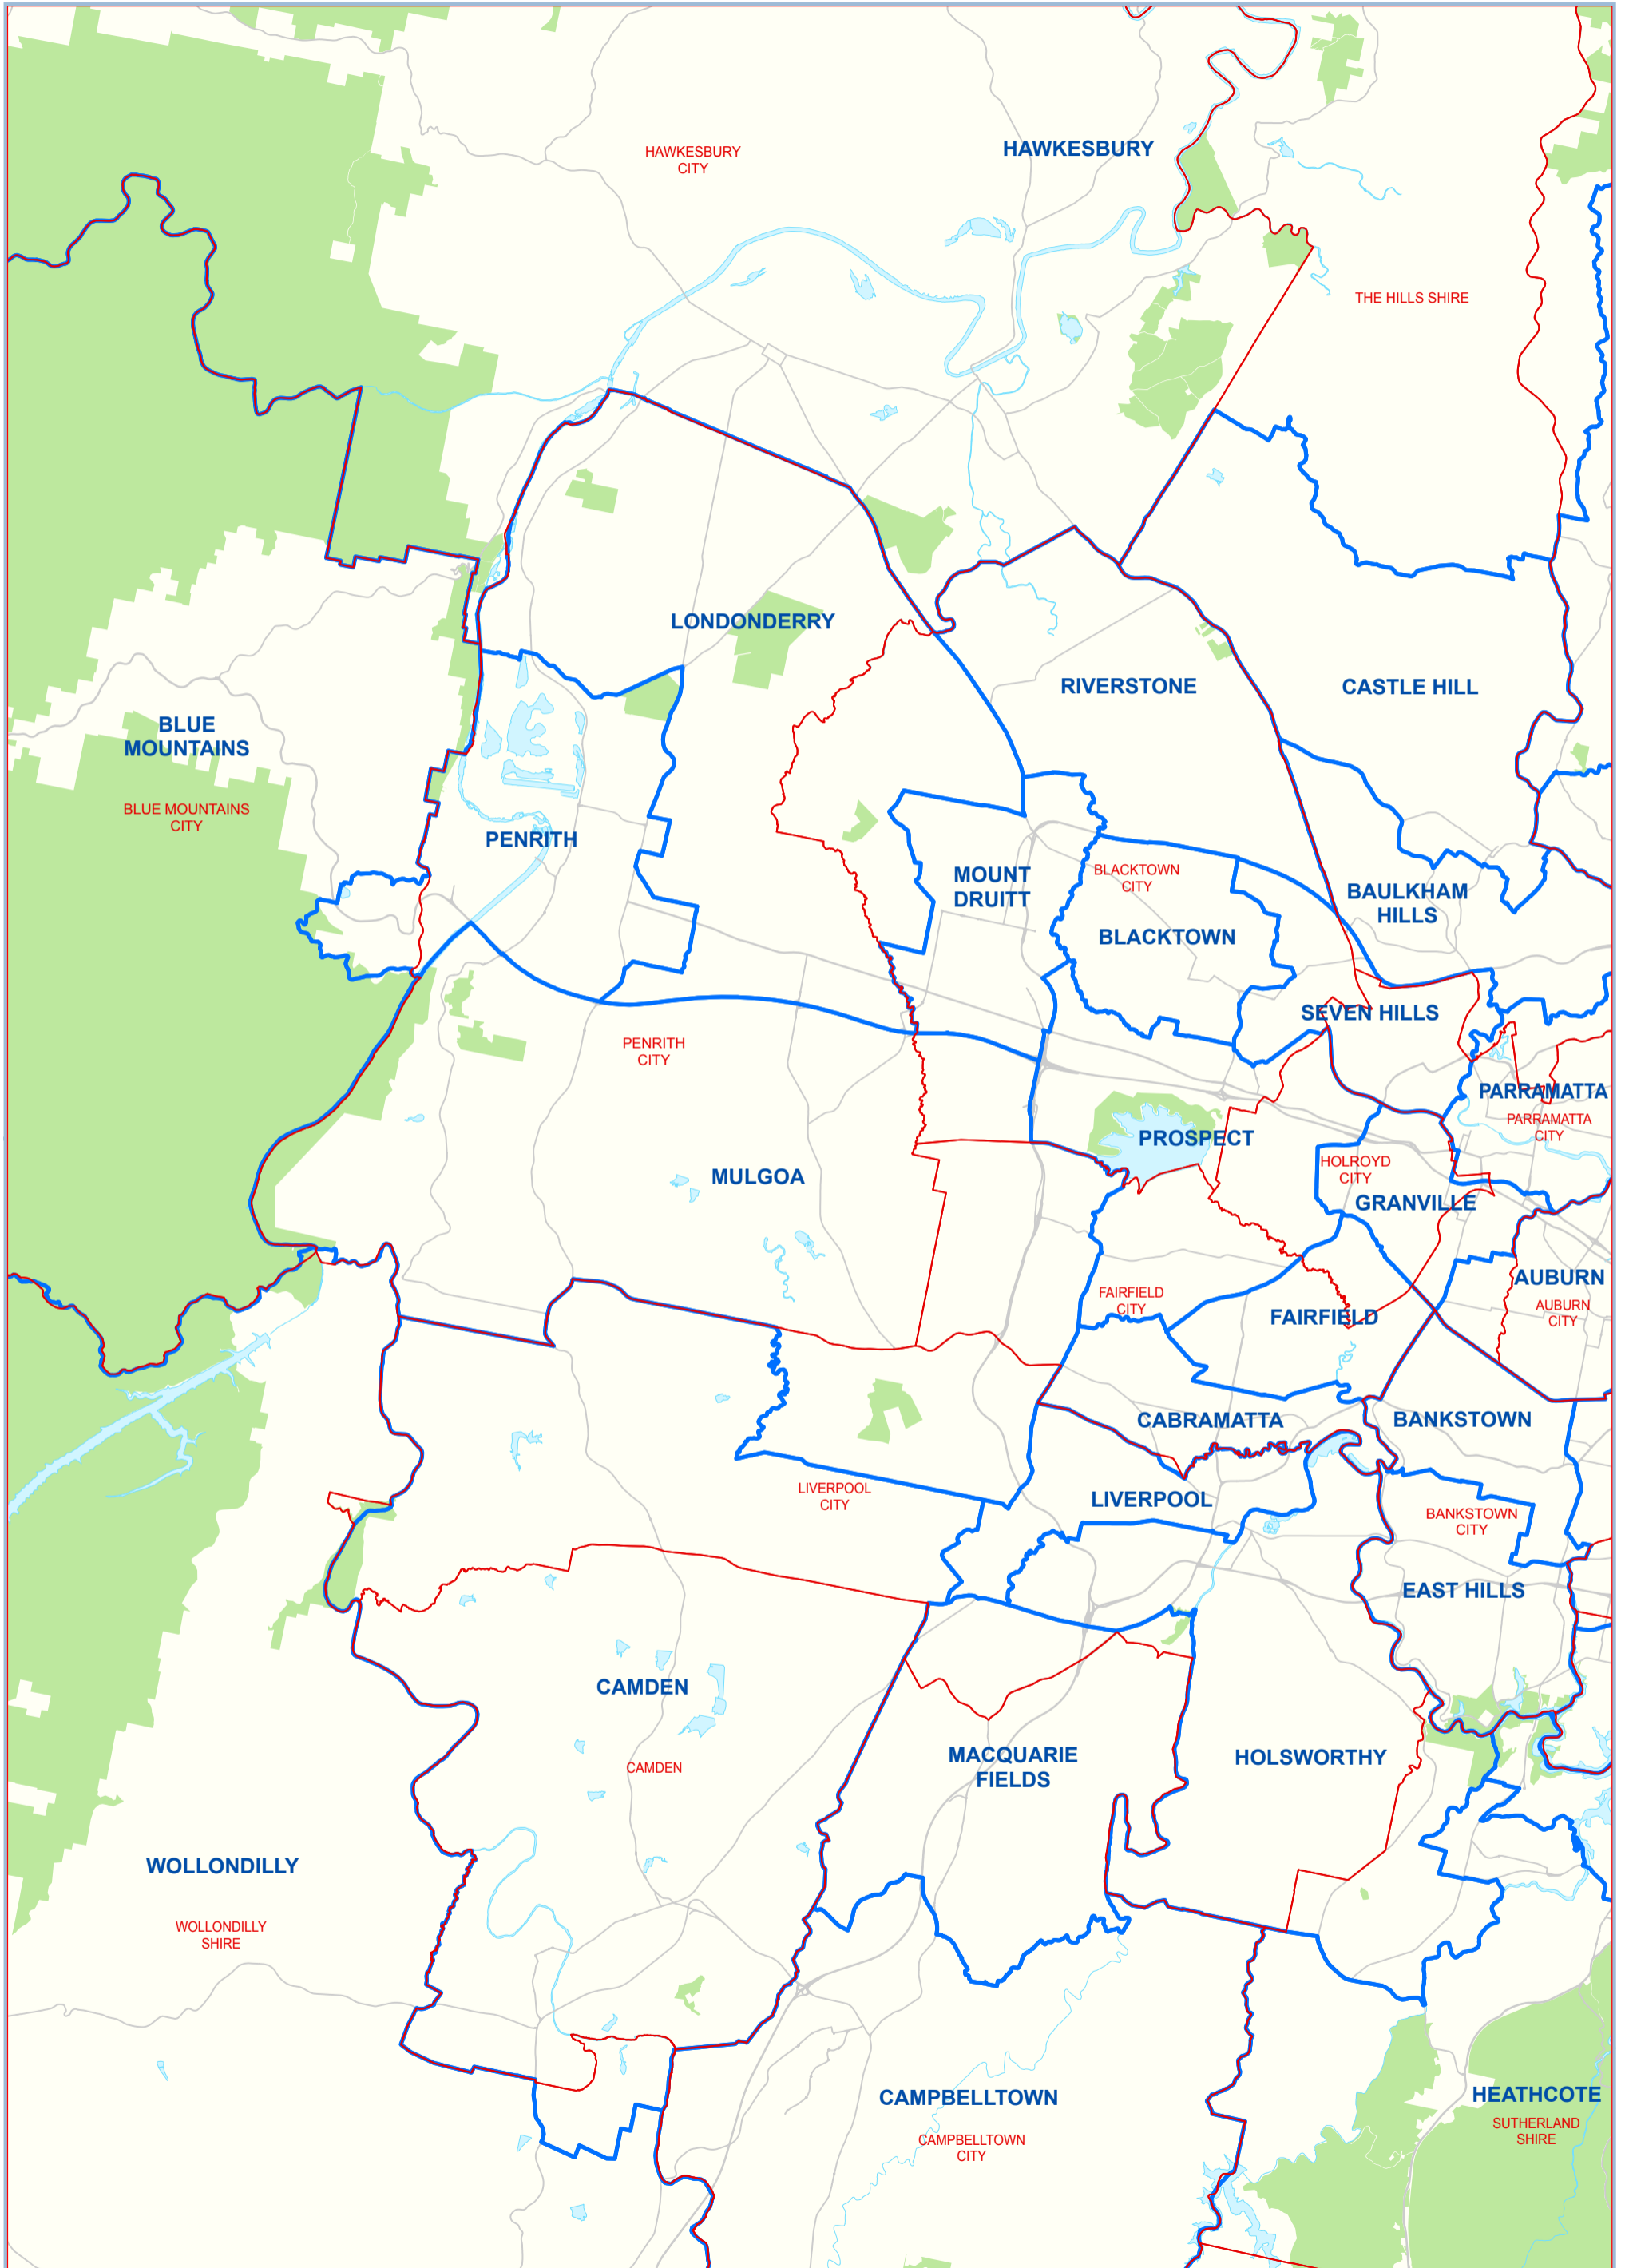 HAWKESBURY
HAWKESBURY
CITY
THE HILLS SHIRE
LONDONDERRY
RIVERSTONE
CASTLE HILL
BLUE
MOUNTAINS
BLUE MOUNTAINS
CITY
PENRITH
MOUNT
DRUITT
BLACKTOWN
CITY
BAULKHAM
HILLS
BLACKTOWN
SEVEN HILLS
PENRITH
CITY
PARRAMATTA
PARRAMATTA
CITY
PROSPECT
HOLROYD
CITY
MULGOA
GRANVILLE
AUBURN
AUBURN
CITY
FAIRFIELD
CITY
FAIRFIELD
CABRAMATTA
BANKSTOWN
LIVERPOOL
CITY
LIVERPOOL
BANKSTOWN
CITY
EAST HILLS
CAMDEN
CAMDEN
MACQUARIE
FIELDS
HOLSWORTHY
WOLLONDILLY
WOLLONDILLY
SHIRE
CAMPBELLTOWN
CAMPBELLTOWN
CITY
HEATHCOTE
SUTHERLAND
SHIRE